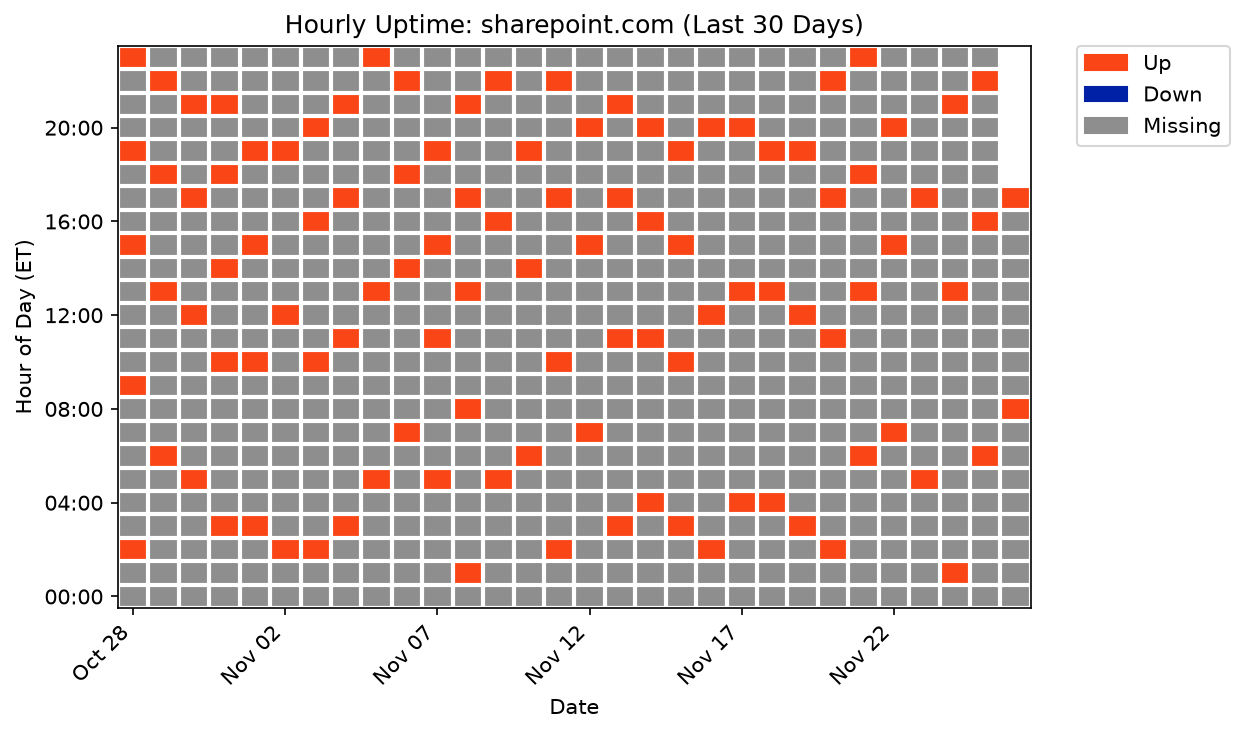 Hourly Uptime: sharepoint.com (Last 30 Days)
Up
Down
Missing
20:00
16:00
12:00
08:00
04:00
00:00
Hour of Day (ET)
Oct 28
Nov 02
Nov 07
Nov 12
Nov 17
Nov 22
Date